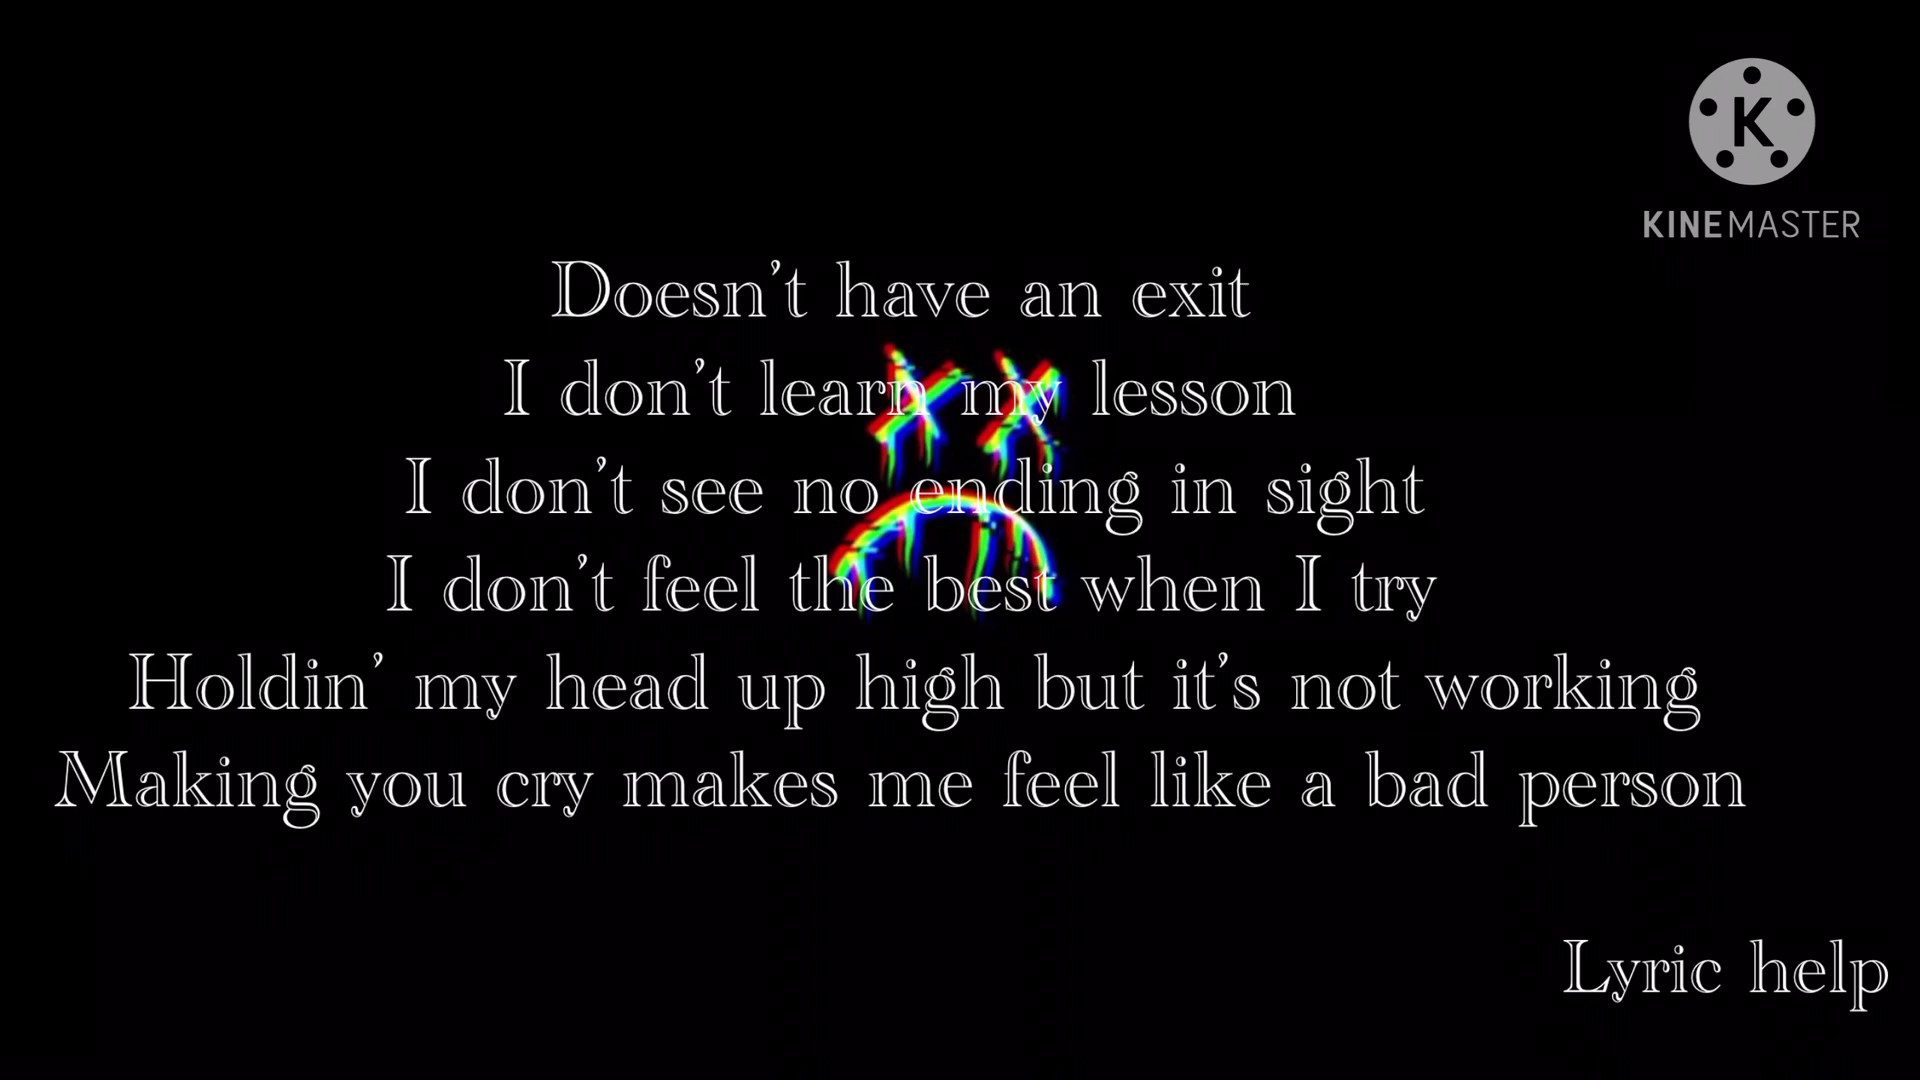 K
KINEMASTER
Doesn't have an exit
I don't learn my lesson
I don't see no ending in sight
I don't feel the best when I try
Holdin' my head up high but it's not working
Making you cry makes me feel like a bad person
Lyric help